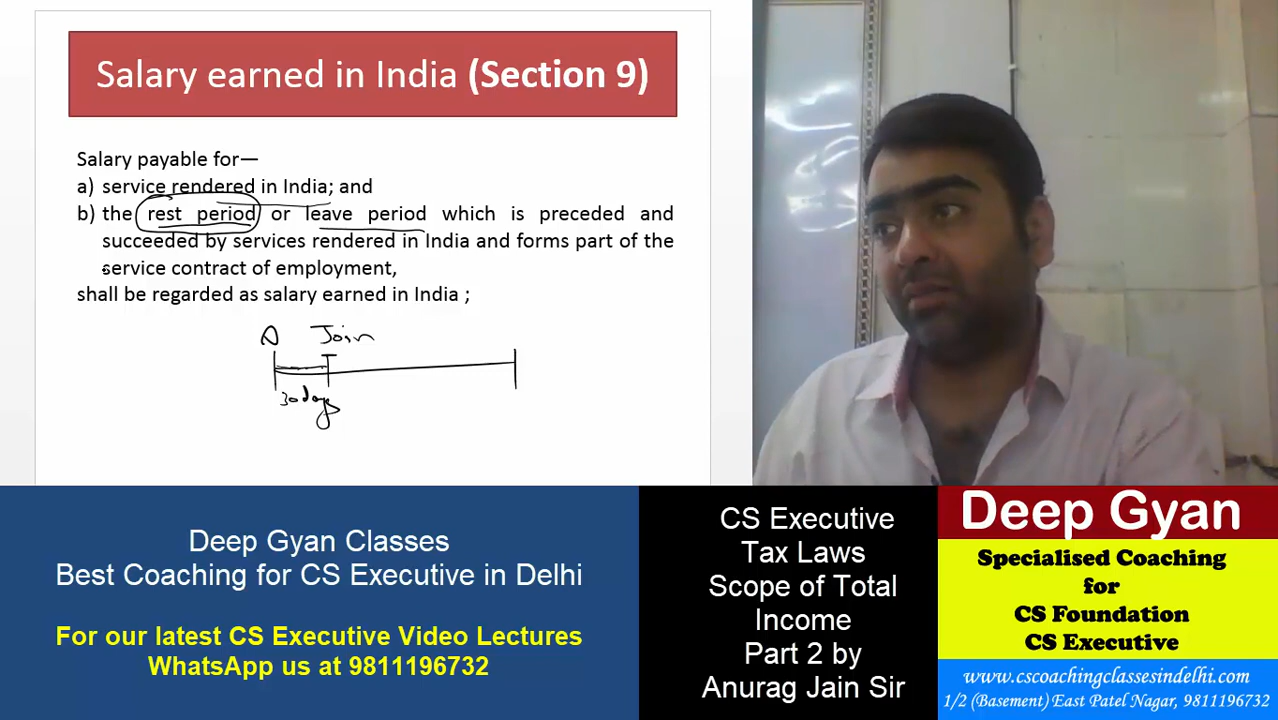 Salary earned in India (Section 9)
Salary payable for—
a) service rendered in India; and
b) the rest period or leave period which is preceded and
succeeded by services rendered in India and forms part of the
service contract of employment,
shall be regarded as salary earned in India ;
A Join
30 days
Deep Gyan Classes
Best Coaching for CS Executive in Delhi
For our latest CS Executive Video Lectures
WhatsApp us at 9811196732
CS Executive
Tax Laws
Scope of Total
Income
Part 2 by
Anurag Jain Sir
Deep Gyan
Specialised Coaching
for
CS Foundation
CS Executive
www.cscoachingclassesindelhi.com
1/2 (Basement) East Patel Nagar, 9811196732